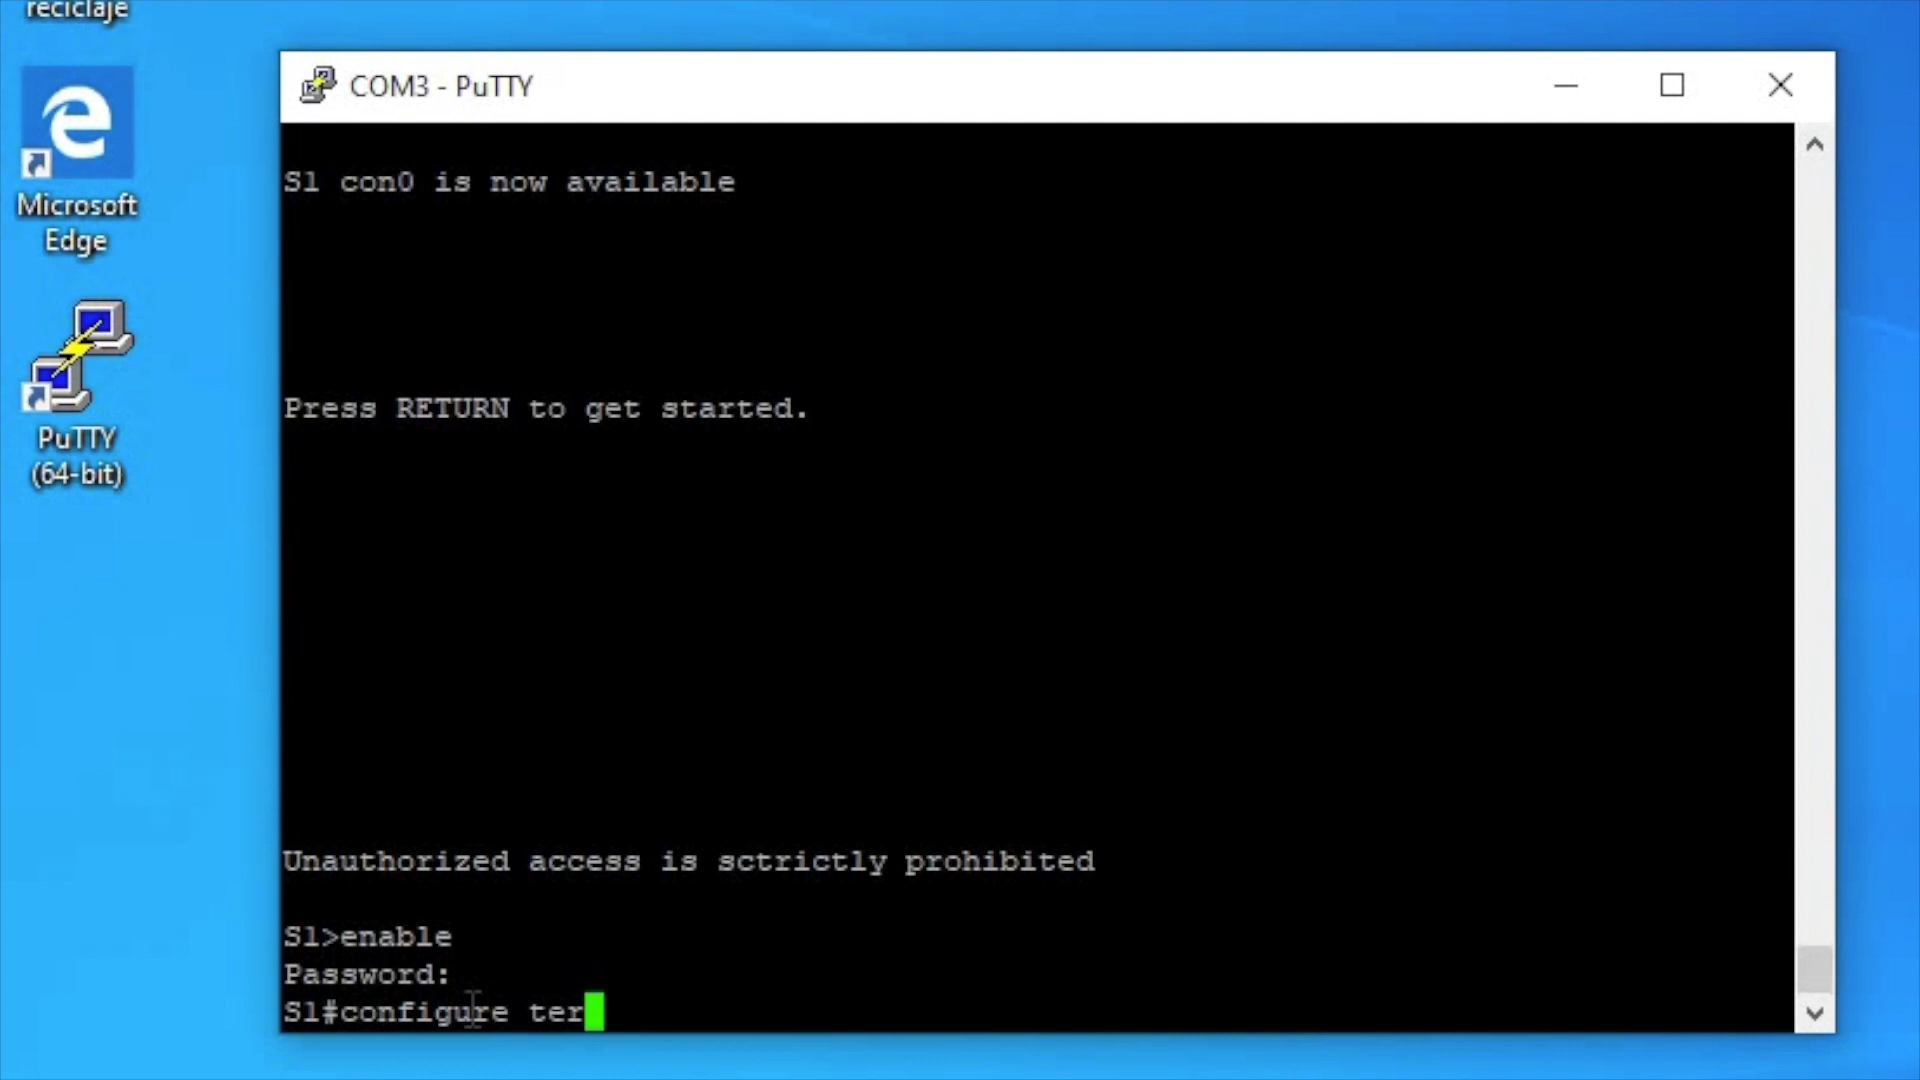 reciclaje
Microsoft
Edge
PuTTY
(64-bit)
COM3 - PuTTY
S1 con0 is now available
Press RETURN to get started.
Unauthorized access is sctrictly prohibited
S1>enable
Password:
S1#configure ter